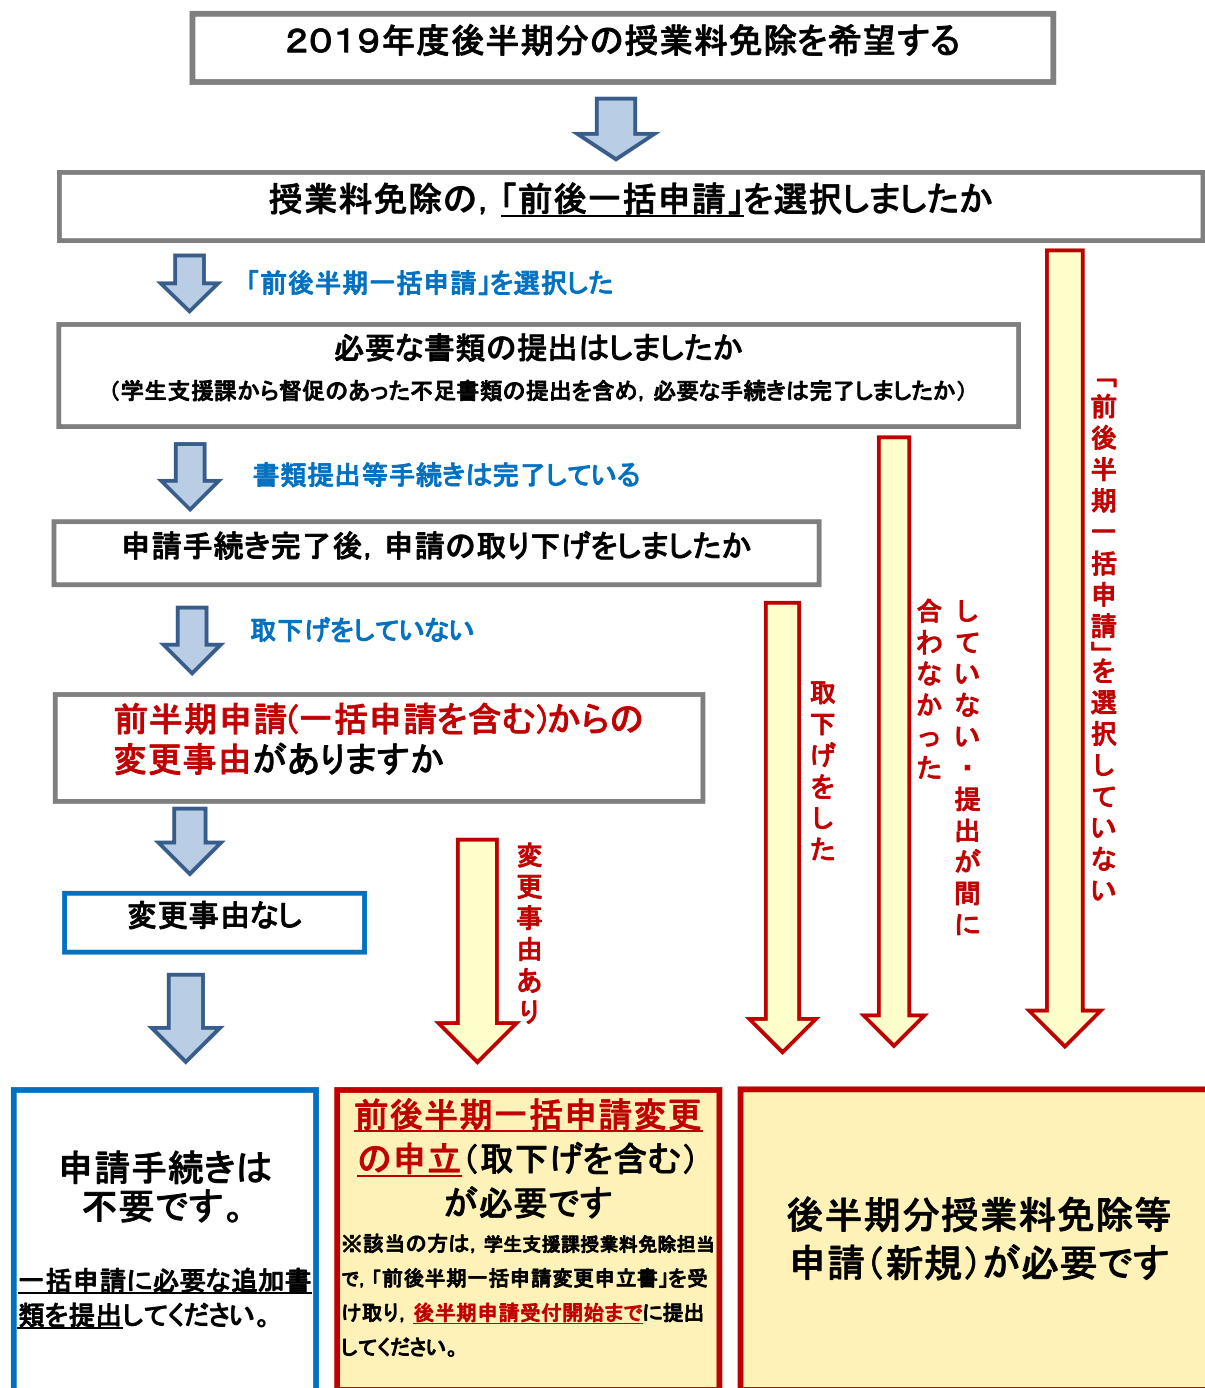 2019年度後半期分の授業料免除を希望する
授業料免除の,「前後一括申請」を選択しましたか
「前後半期一括申請」を選択した
必要な書類の提出はしましたか
(学生支援課から督促のあった不足書類の提出を含め,必要な手続きは完了しましたか)
書類提出等手続きは完了している
申請手続き完了後,申請の取り下げをしましたか
取下げをしていない
前半期申請(一括申請を含む)からの
変更事由がありますか
変更事由なし
変更事由あり
取下げをした
していない・提出が間に
合わなかった
「前後半期一括申請」を選択していない
申請手続きは
不要です。
一括申請に必要な追加書
類を提出してください。
前後半期一括申請変更
の申立(取下げを含む)
が必要です
※該当の方は,学生支援課授業料免除担当
で,「前後半期一括申請変更申立書」を受
け取り,後半期申請受付開始までに提出
してください。
後半期分授業料免除等
申請(新規)が必要です